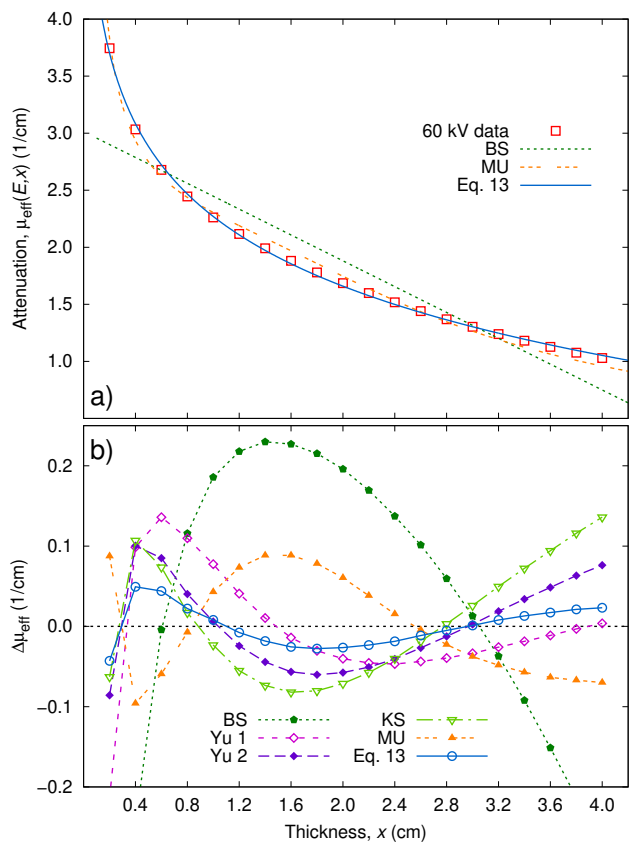 4.0
3.5
3.0
2.5
2.0
1.5
1.0
Attenuation, μeff(E,x) (1/cm)
60 kV data
BS
MU
Eq. 13
a)
b)
0.2
0.1
0.0
−0.1
−0.2
Δμeff (1/cm)
BS
Yu 1
Yu 2
KS
MU
Eq. 13
0.4 0.8 1.2 1.6 2.0 2.4 2.8 3.2 3.6 4.0
Thickness, x (cm)